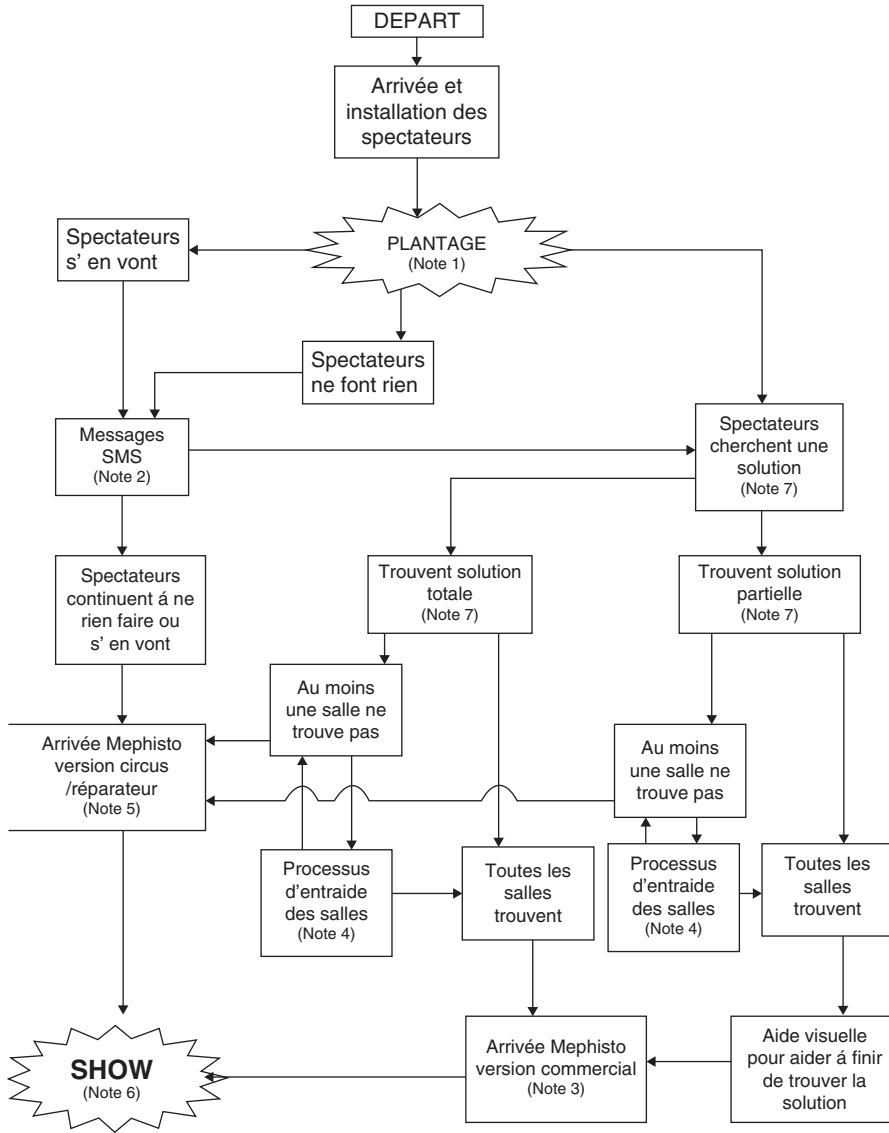 DEPART
Arrivée et
installation des
spectateurs
PLANTAGE
(Note 1)
Spectateurs
s' en vont
Spectateurs
ne font rien
Messages
SMS
(Note 2)
Spectateurs
cherchent une
solution
(Note 7)
Spectateurs
continuent á ne
rien faire ou
s' en vont
Trouvent solution
totale
(Note 7)
Trouvent solution
partielle
(Note 7)
Au moins
une salle ne
trouve pas
Arrivée Mephisto
version circus
/réparateur
(Note 5)
Au moins
une salle ne
trouve pas
Processus
d'entraide
des salles
(Note 4)
Toutes les
salles
trouvent
Processus
d'entraide
des salles
(Note 4)
Toutes les
salles
trouvent
SHOW
(Note 6)
Arrivée Mephisto
version commercial
(Note 3)
Aide visuelle
pour aider á finir
de trouver la
solution